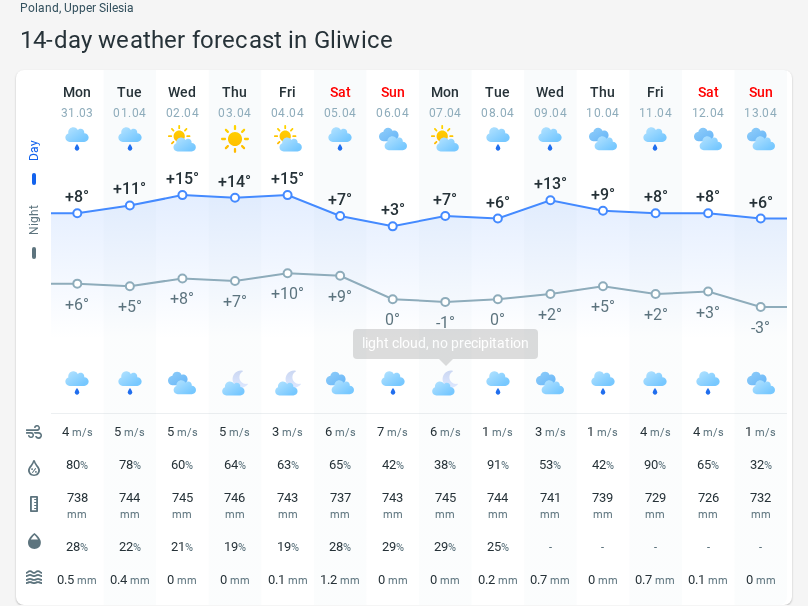 Poland, Upper Silesia
14-day weather forecast in Gliwice
Mon Tue Wed Thu Fri Sat Sun Mon Tue Wed Thu Fri Sat Sun
31.03 01.04 02.04 03.04 04.04 05.04 06.04 07.04 08.04 09.04 10.04 11.04 12.04 13.04
Day
+8° +11° +15° +14° +15° +7° +3° +7° +6° +13° +9° +8° +8° +6°
Night
+6° +5° +8° +7° +10° +9° 0° -1° 0° +2° +5° +2° +3° -3°
light cloud, no precipitation
4 m/s 5 m/s 5 m/s 5 m/s 3 m/s 6 m/s 7 m/s 6 m/s 1 m/s 3 m/s 1 m/s 4 m/s 4 m/s 1 m/s
80% 78% 60% 64% 63% 65% 42% 38% 91% 53% 42% 90% 65% 32%
738 744 745 746 743 737 743 745 744 741 739 729 726 732
mm mm mm mm mm mm mm mm mm mm mm mm mm mm
28% 22% 21% 19% 19% 28% 29% 29% 25% - - - - -
0.5 mm 0.4 mm 0 mm 0 mm 0.1 mm 1.2 mm 0 mm 0 mm 0.2 mm 0.7 mm 0 mm 0.7 mm 0.1 mm 0 mm